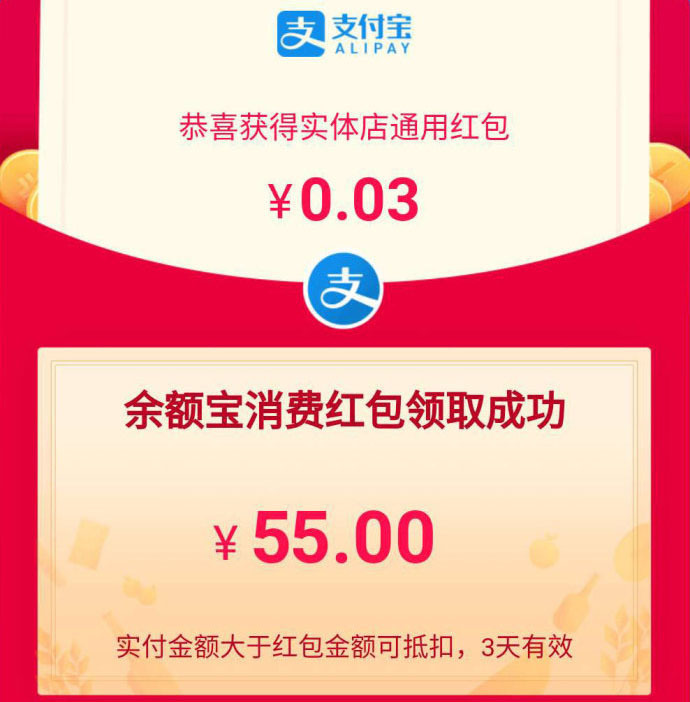 支付宝
ALIPAY
恭喜获得实体店通用红包
¥0.03
支
余额宝消费红包领取成功
¥55.00
实付金额大于红包金额可抵扣，3天有效